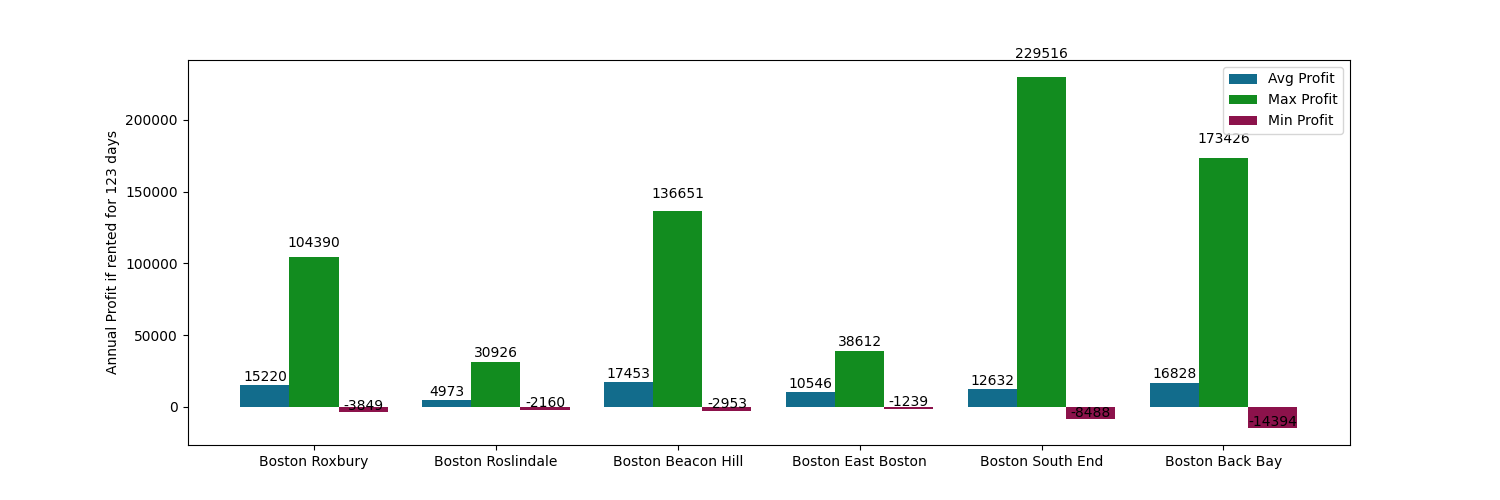 229516
Avg Profit
Max Profit
Min Profit
173426
136651
104390
38612
30926
17453
16828
15220
12632
10546
4973
-3849
-2160
-2953
-1239
-8488
-14394
200000
150000
100000
50000
0
Annual Profit if rented for 123 days
Boston Roxbury
Boston Roslindale
Boston Beacon Hill
Boston East Boston
Boston South End
Boston Back Bay